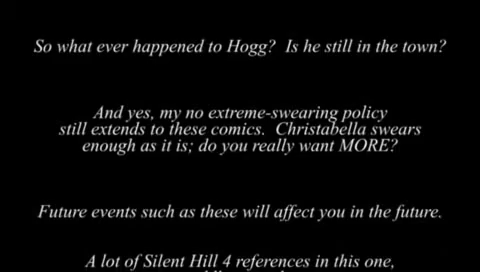 So what ever happened to Hogg? Is he still in the town?
And yes, my no extreme-swearing policy
still extends to these comics. Christabella swears
enough as it is; do you really want MORE?
Future events such as these will affect you in the future.
A lot of Silent Hill 4 references in this one,